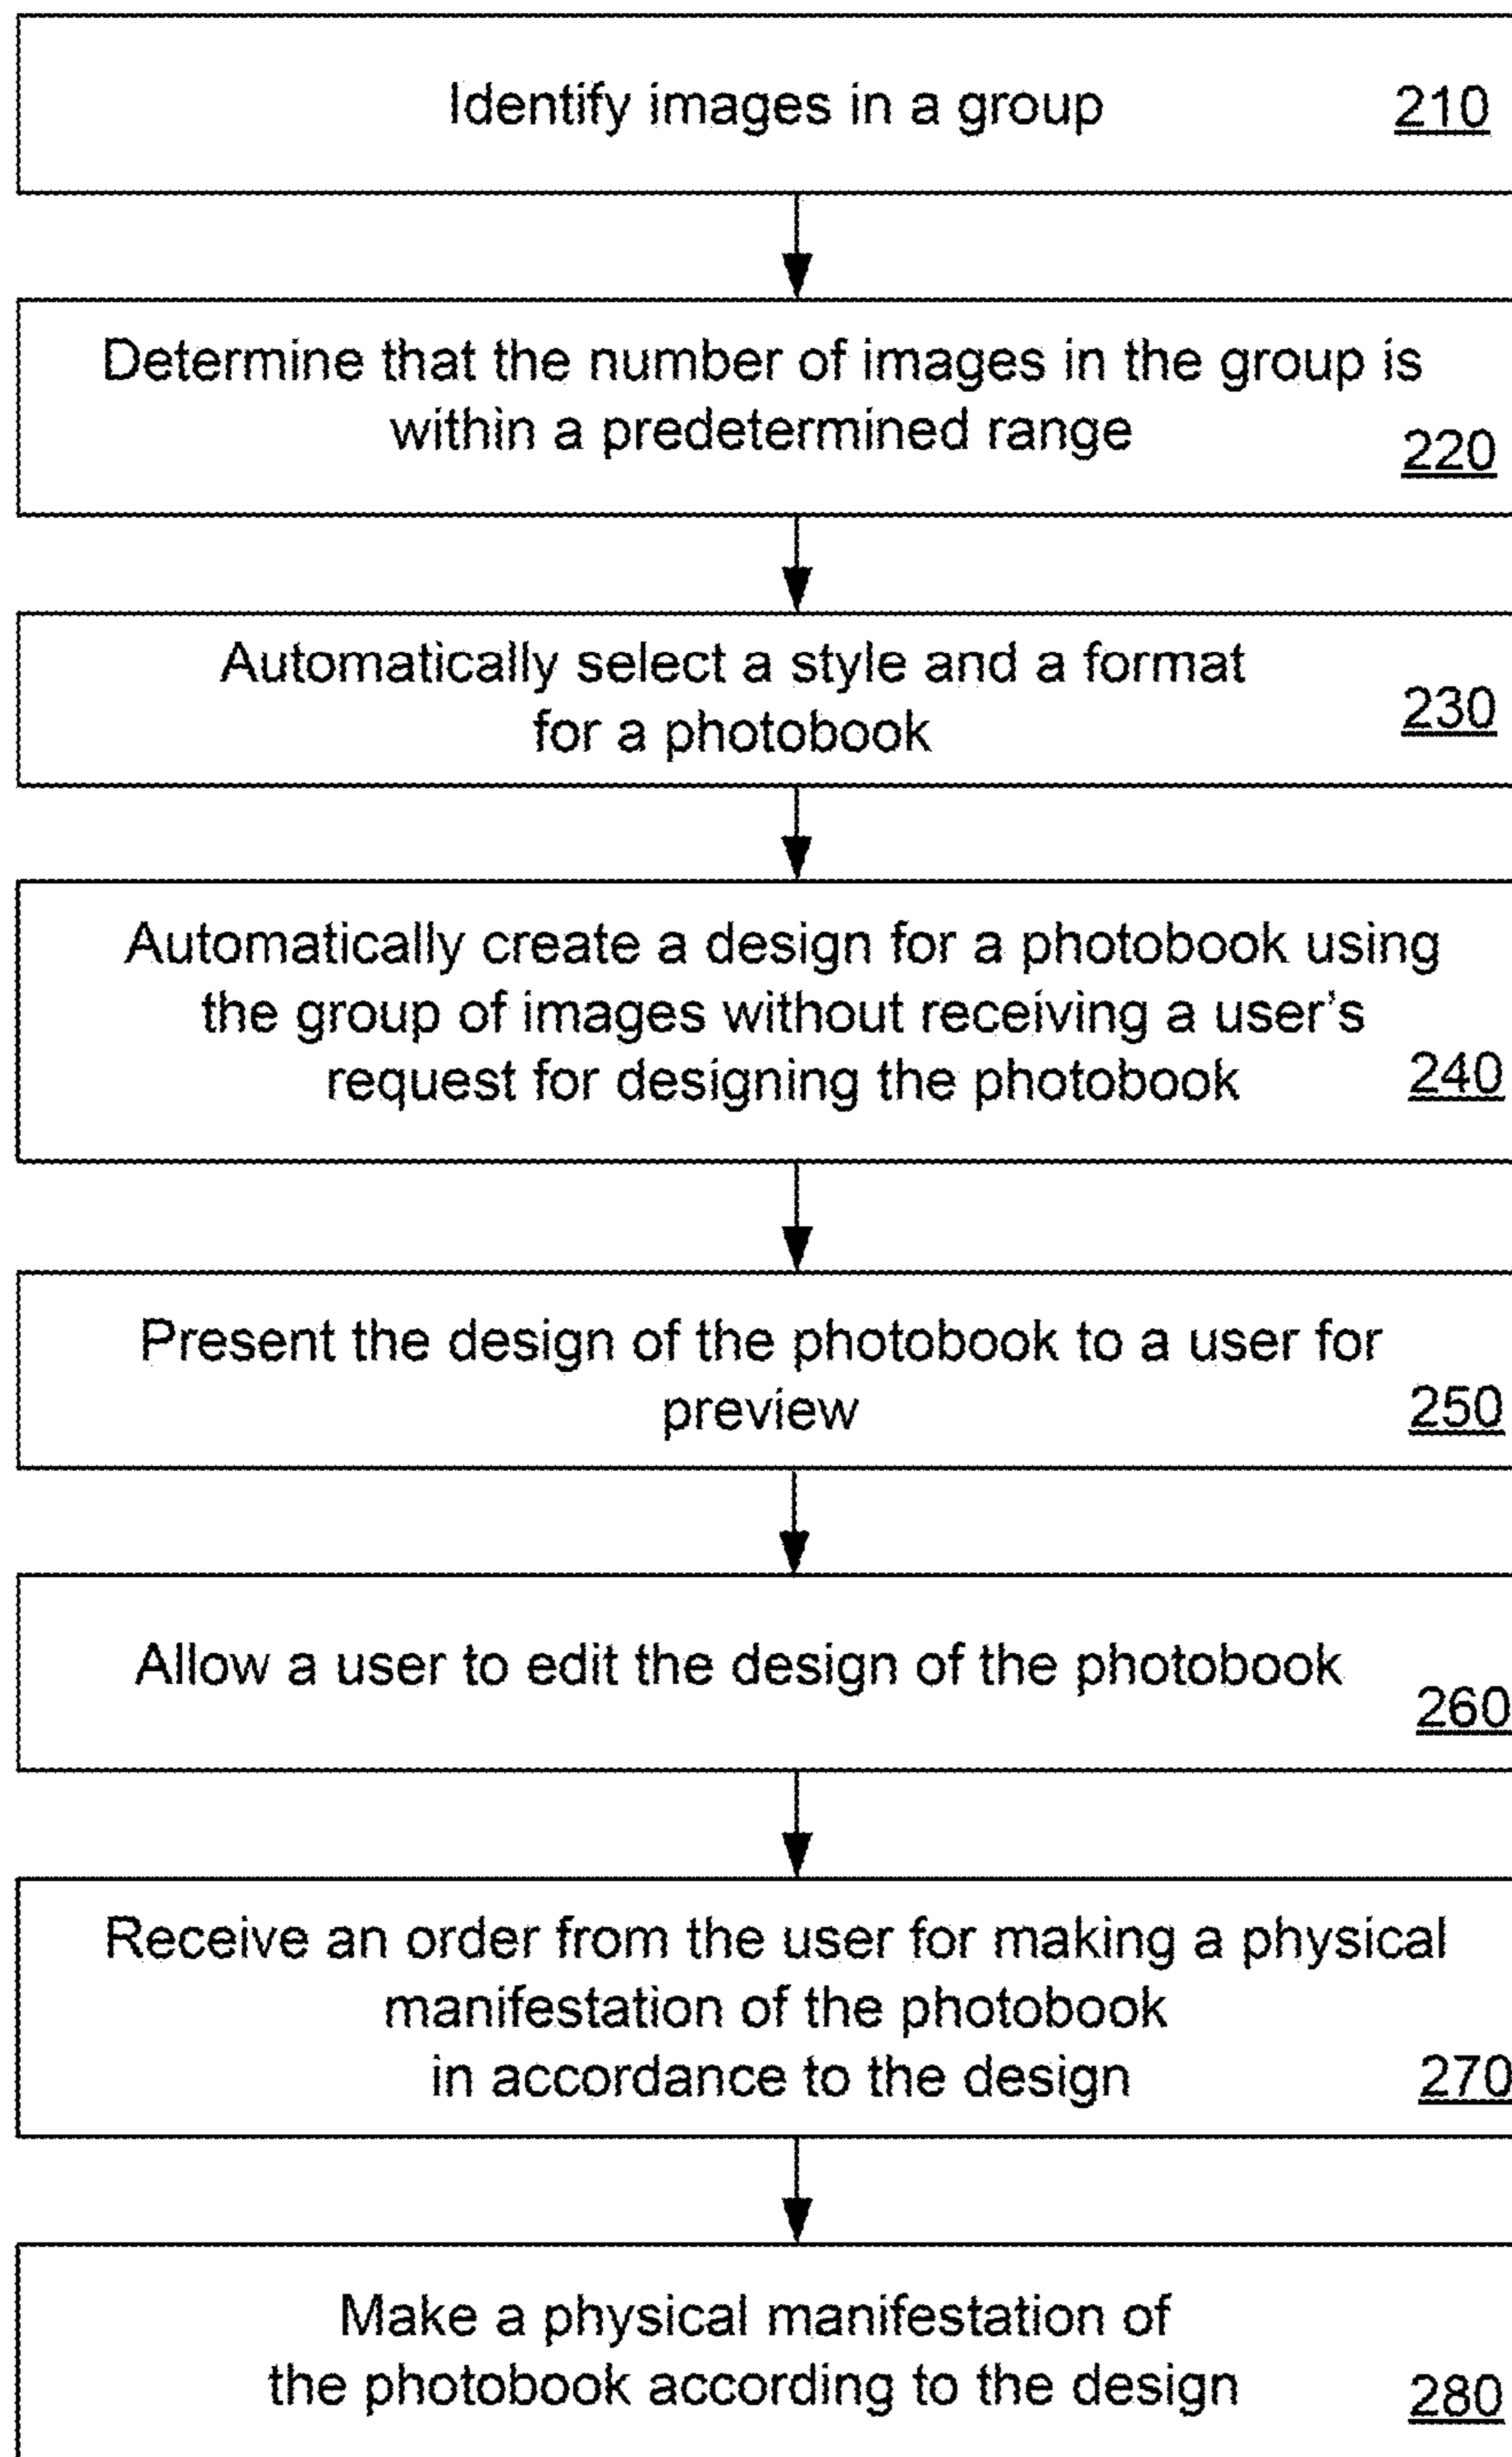 Identify images in a group
210
Determine that the number of images in the group is
within a predetermined range
220
Automatically select a style and a format
for a photobook
230
Automatically create a design for a photobook using
the group of images without receiving a user's
request for designing the photobook
240
Present the design of the photobook to a user for
preview
250
Allow a user to edit the design of the photobook
260
Receive an order from the user for making a physical
manifestation of the photobook
in accordance to the design
270
Make a physical manifestation of
the photobook according to the design
280